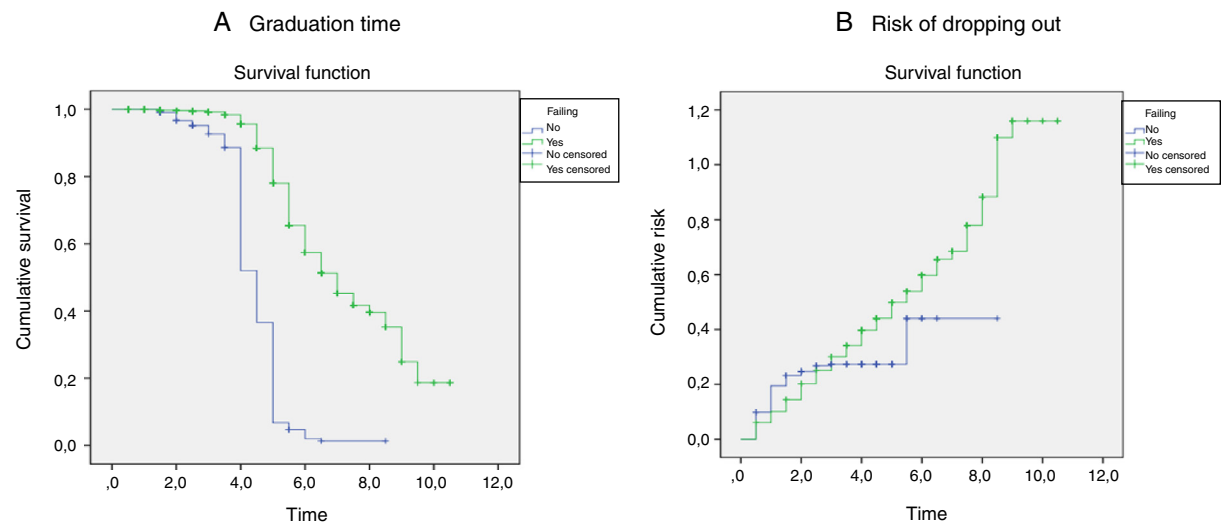 A Graduation time
Survival function
Cumulative survival
1,0
0,8
0,6
0,4
0,2
0,0
,0 2,0 4,0 6,0 8,0 10,0 12,0
Time
Failing
No
Yes
No censored
Yes censored
B Risk of dropping out
Survival function
Cumulative risk
1,2
1,0
0,8
0,6
0,4
0,2
0,0
,0 2,0 4,0 6,0 8,0 10,0 12,0
Time
Failing
No
Yes
No censored
Yes censored